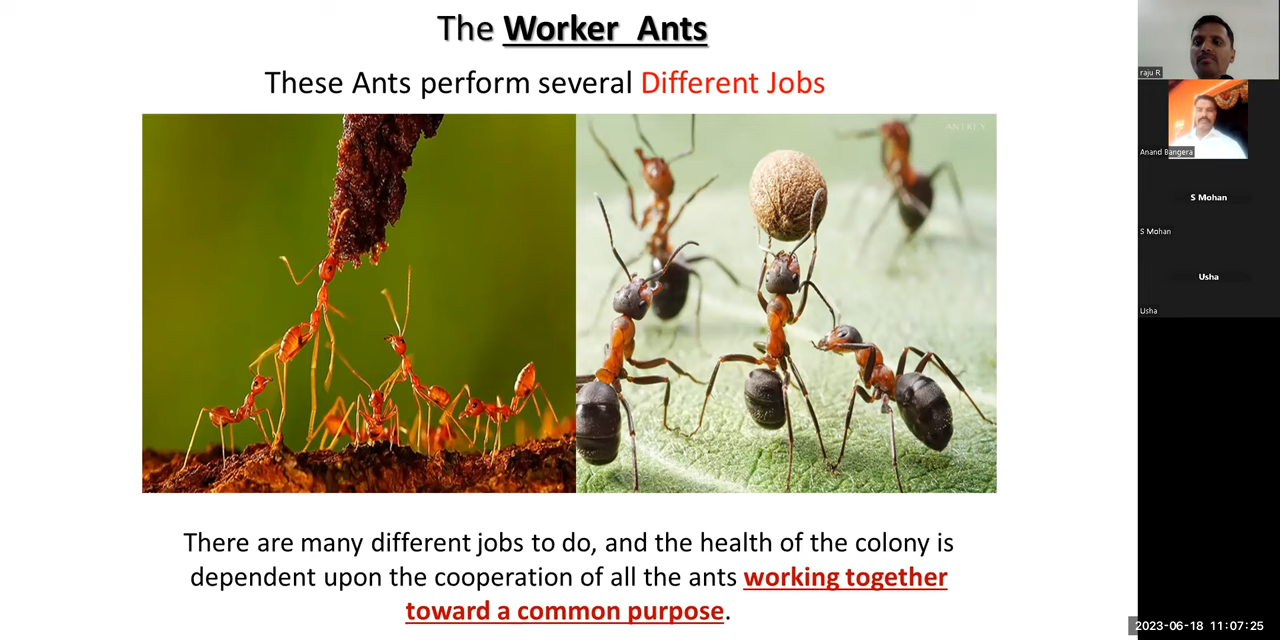 The Worker Ants
These Ants perform several Different Jobs
ANTREY
There are many different jobs to do, and the health of the colony is
dependent upon the cooperation of all the ants working together
toward a common purpose.
raju R
Anand Bangera
S Mohan
S Mohan
Usha
Usha
2023-06-18 11:07:25